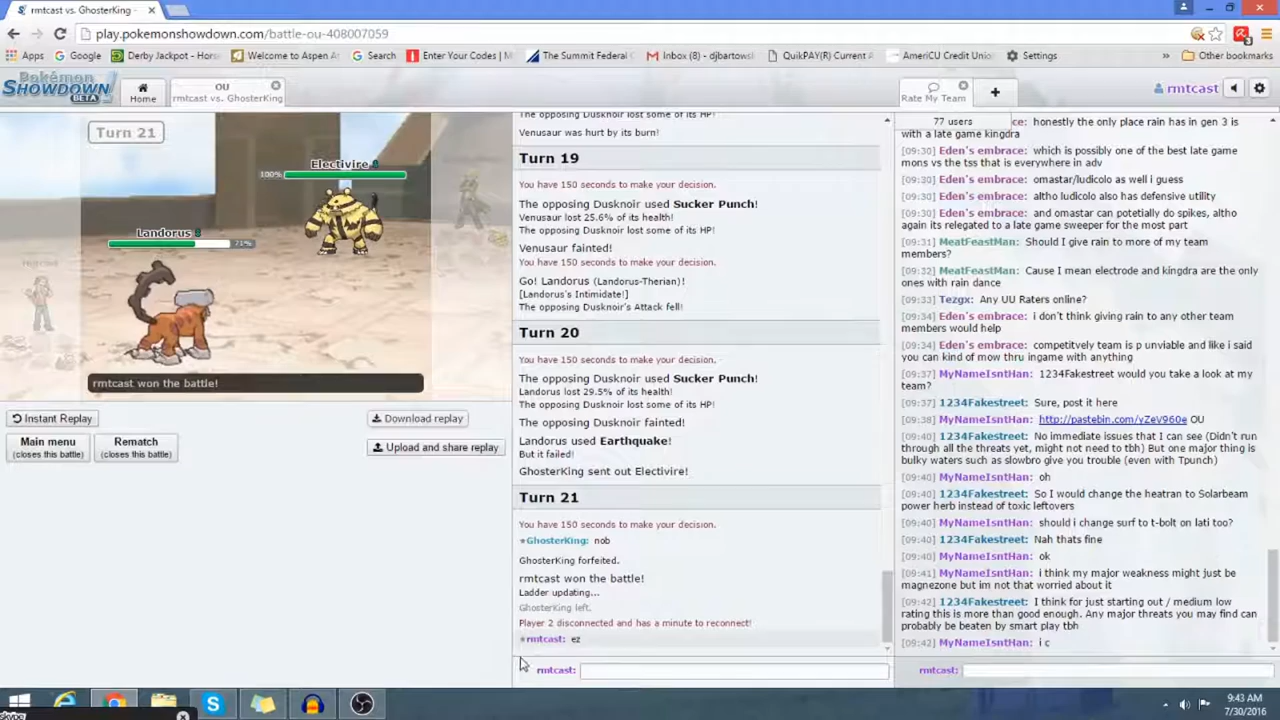 rmtcast vs. GhosterKing -
play.pokemonshowdown.com/battle-ou-408007059
Apps
Google
Derby Jackpot - Hors
Welcome to Aspen A
Search
Enter Your Codes | M
The Summit Federal C
Inbox (8) - djbartows
QuikPAY(R) Current A
AmeriCU Credit Unio
Settings
»
Other bookmarks
Pokémon
SHOWDOWN
BETA
Home
OU
rmtcast vs. GhosterKing
Rate My Team
+
rmtcast
Turn 21
Electivire
100%
Landorus
71%
rmtcast won the battle!
Instant Replay
Download replay
Main menu
(closes this battle)
Rematch
(closes this battle)
Upload and share replay
The opposing Dusknoir lost some of its HP!
Venusaur was hurt by its burn!
Turn 19
You have 150 seconds to make your decision.
The opposing Dusknoir used Sucker Punch!
Venusaur lost 25.6% of its health!
The opposing Dusknoir lost some of its HP!
Venusaur fainted!
You have 150 seconds to make your decision.
Go! Landorus (Landorus-Therian)!
[Landorus's Intimidate!]
The opposing Dusknoir's Attack fell!
Turn 20
You have 150 seconds to make your decision.
The opposing Dusknoir used Sucker Punch!
Landorus lost 29.5% of its health!
The opposing Dusknoir lost some of its HP!
The opposing Dusknoir fainted!
Landorus used Earthquake!
But it failed!
GhosterKing sent out Electivire!
Turn 21
You have 150 seconds to make your decision.
★GhosterKing: nob
GhosterKing forfeited.
rmtcast won the battle!
Ladder updating...
GhosterKing left.
Player 2 disconnected and has a minute to reconnect!
★rmtcast: ez
rmtcast:
77 users
ce: honestly the only place rain has in gen 3 is
with a late game kingdra
[09:30] Eden's embrace: which is possibly one of the best late game
mons vs the tss that is everywhere in adv
[09:30] Eden's embrace: omastar/ludicolo as well i guess
[09:30] Eden's embrace: altho ludicolo also has defensive utility
[09:30] Eden's embrace: and omastar can potetially do spikes, altho
again its relegated to a late game sweeper for the most part
[09:31] MeatFeastMan: Should I give rain to more of my team
members?
[09:32] MeatFeastMan: Cause I mean electrode and kingdra are the only
ones with rain dance
[09:33] Tezgx: Any UU Raters online?
[09:34] Eden's embrace: i don't think giving rain to any other team
members would help
[09:34] Eden's embrace: competitvely team is p unviable and like i said
you can kind of mow thru ingame with anything
[09:37] MyNameIsntHan: 1234Fakestreet would you take a look at my
team?
[09:37] 1234Fakestreet: Sure, post it here
[09:38] MyNameIsntHan: http://pastebin.com/vZeV960e OU
[09:40] 1234Fakestreet: No immediate issues that I can see (Didn't run
through all the threats yet, might not need to tbh) But one major thing is
bulky waters such as slowbro give you trouble (even with Tpunch)
[09:40] MyNameIsntHan: oh
[09:40] 1234Fakestreet: So I would change the heatran to Solarbeam
power herb instead of toxic leftovers
[09:40] MyNameIsntHan: should i change surf to t-bolt on lati too?
[09:40] 1234Fakestreet: Nah thats fine
[09:40] MyNameIsntHan: ok
[09:41] MyNameIsntHan: i think my major weakness might just be
magnezone but im not that worried about it
[09:42] 1234Fakestreet: I think for just starting out / medium low
rating this is more than good enough. Any major threats you may find can
probably be beaten by smart play tbh
[09:42] MyNameIsntHan: i c
rmtcast:
skype
9:43 AM
7/30/2016